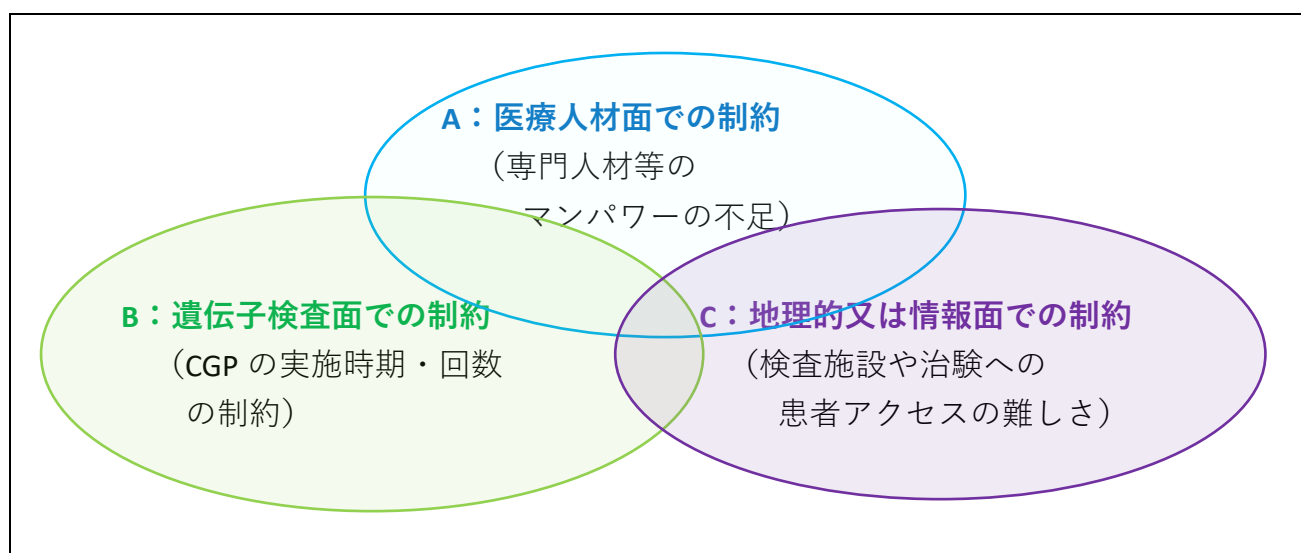 A：医療人材面での制約
（専門人材等の
マンパワーの不足）
B：遺伝子検査面での制約
（CGP の実施時期・回数
の制約）
C：地理的又は情報面での制約
（検査施設や治験への
患者アクセスの難しさ）